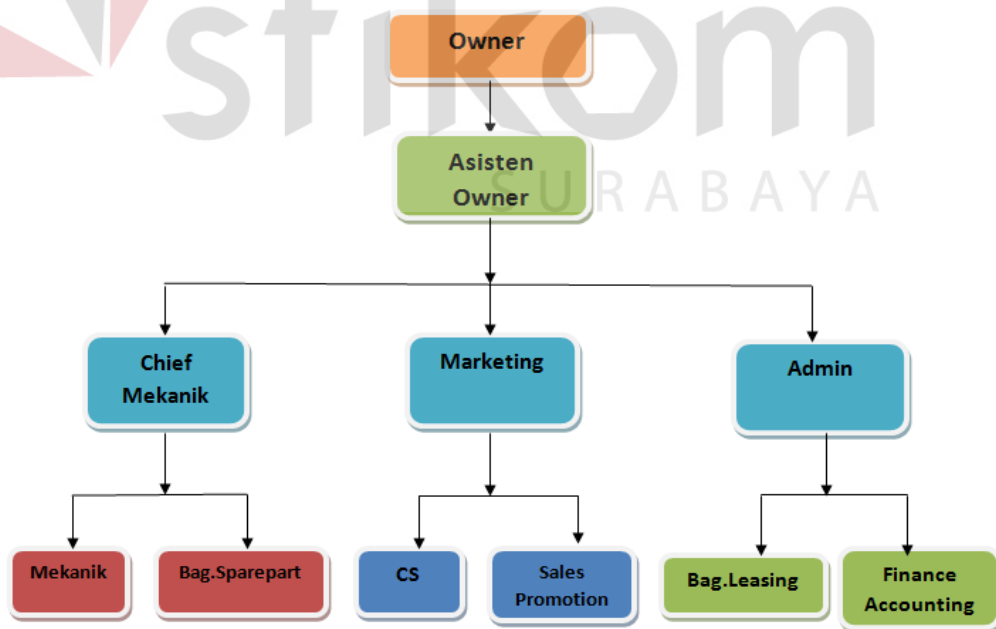 stikom
SURABAYA
Owner
Asisten
Owner
Chief
Mekanik
Marketing
Admin
Mekanik
Bag.Sparepart
CS
Sales
Promotion
Bag.Leasing
Finance
Accounting